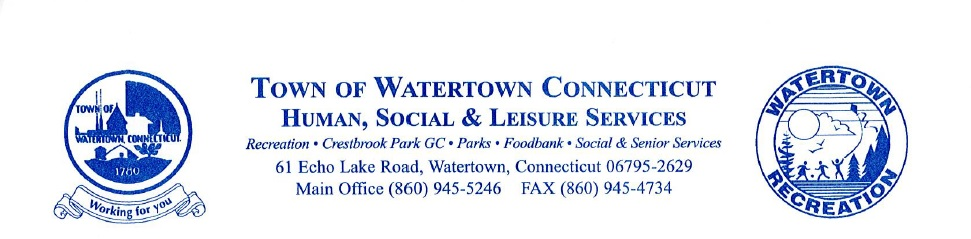 TOWN OF WATERTOWN CONNECTICUT
HUMAN, SOCIAL & LEISURE SERVICES
Recreation • Crestbrook Park GC • Parks • Foodbank • Social & Senior Services
61 Echo Lake Road, Watertown, Connecticut 06795-2629
Main Office (860) 945-5246 FAX (860) 945-4734
TOWN OF
WATERTOWN, CONNECTICUT.
1780
Working for you
WATERTOWN
RECREATION